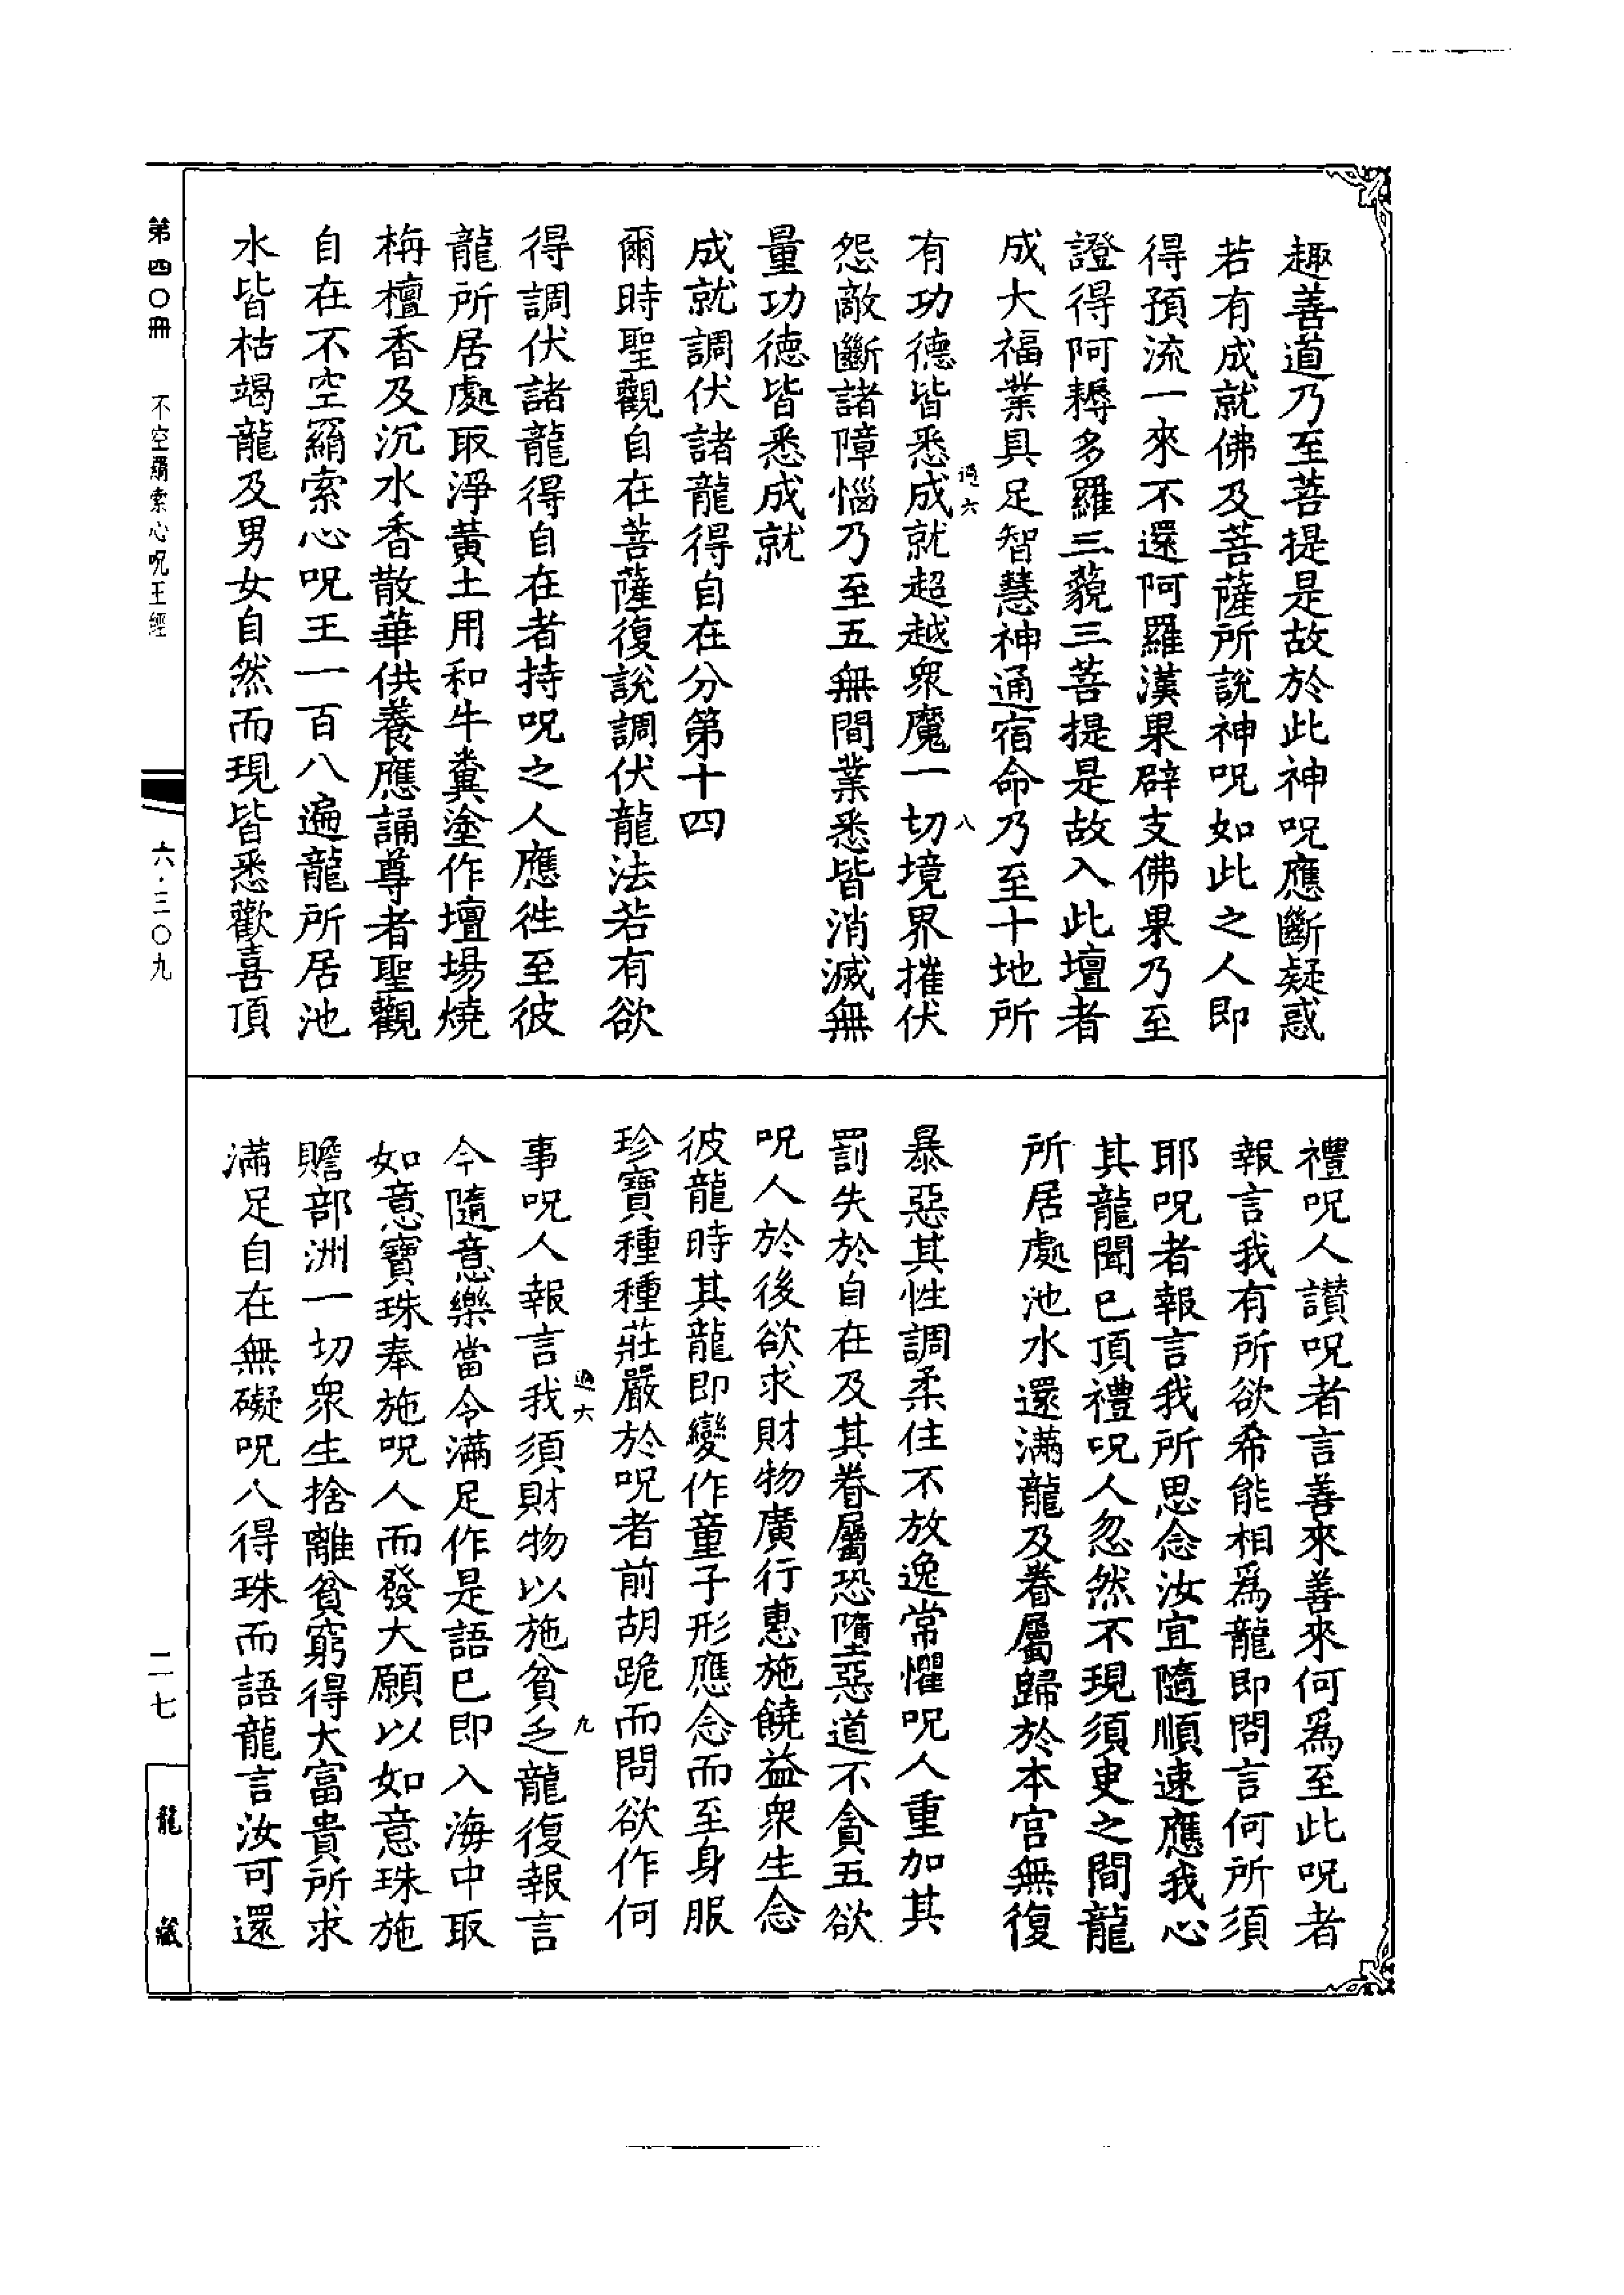 趣善道乃至菩提是故於此神呪應斷疑惑
若有成就佛及菩薩所說神呪如此之人即
得預流一來不還阿羅漢果辟支佛果乃至
證得阿耨多羅三藐三菩提是故入此壇者
成大福業具足智慧神通宿命乃至十地所
六
八
有功德皆悉成就超越眾魔一切境界摧伏
怨敵斷諸障惱乃至五無間業悉皆消滅無
量功德皆悉成就
成就調伏諸龍得自在分第十四
爾時聖觀自在菩薩復說調伏龍法若有欲
得調伏諸龍得自在者持呪之人應往至彼
龍所居處取淨黃土用和牛糞塗作壇場燒
栴檀香及沉水香散華供養應誦尊者聖觀
自在不空羂索心呪王一百八遍龍所居池
水皆枯竭龍及男女自然而現皆悉歡喜頂
禮呪人讚呪者言善來善來何為至此呪者
報言我有所欲希能相為龍即問言何所須
耶呪者報言我所思念汝宜隨順速應我心
其龍聞已頂禮呪人忽然不現須臾之間龍
所居處池水還滿龍及眷屬歸於本宮無復
暴惡其性調柔住不放逸常懼呪人重加其
罰失於自在及其眷屬恐墮惡道不貪五欲
呪人於後欲求財物廣行惠施饒益眾生念
彼龍時其龍即變作童子形應念而至身服
珍寶種種莊嚴於呪者前胡跪而問欲作何
六
九
事呪人報言我須財物以施貧乏龍復報言
今隨意樂當令滿足作是語已即入海中取
如意寶珠奉施呪人而發大願以如意珠施
贍部洲一切眾生捨離貧窮得大富貴所求
滿足自在無礙呪人得珠而語龍言汝可還
第四〇冊
不空羂索心呪王經
六·三〇九
二七
龍藏